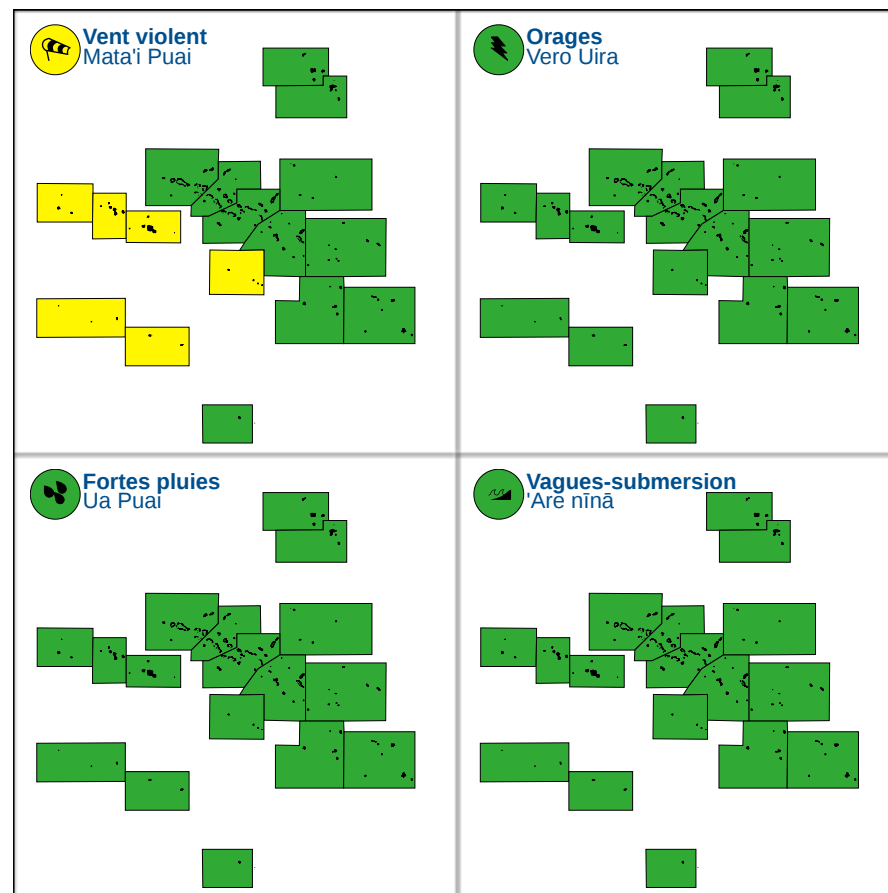 Vent violent
Mata'i Puai
Orages
Vero Uira
Fortes pluies
Ua Puai
Vagues-submersion
'Are nīnā